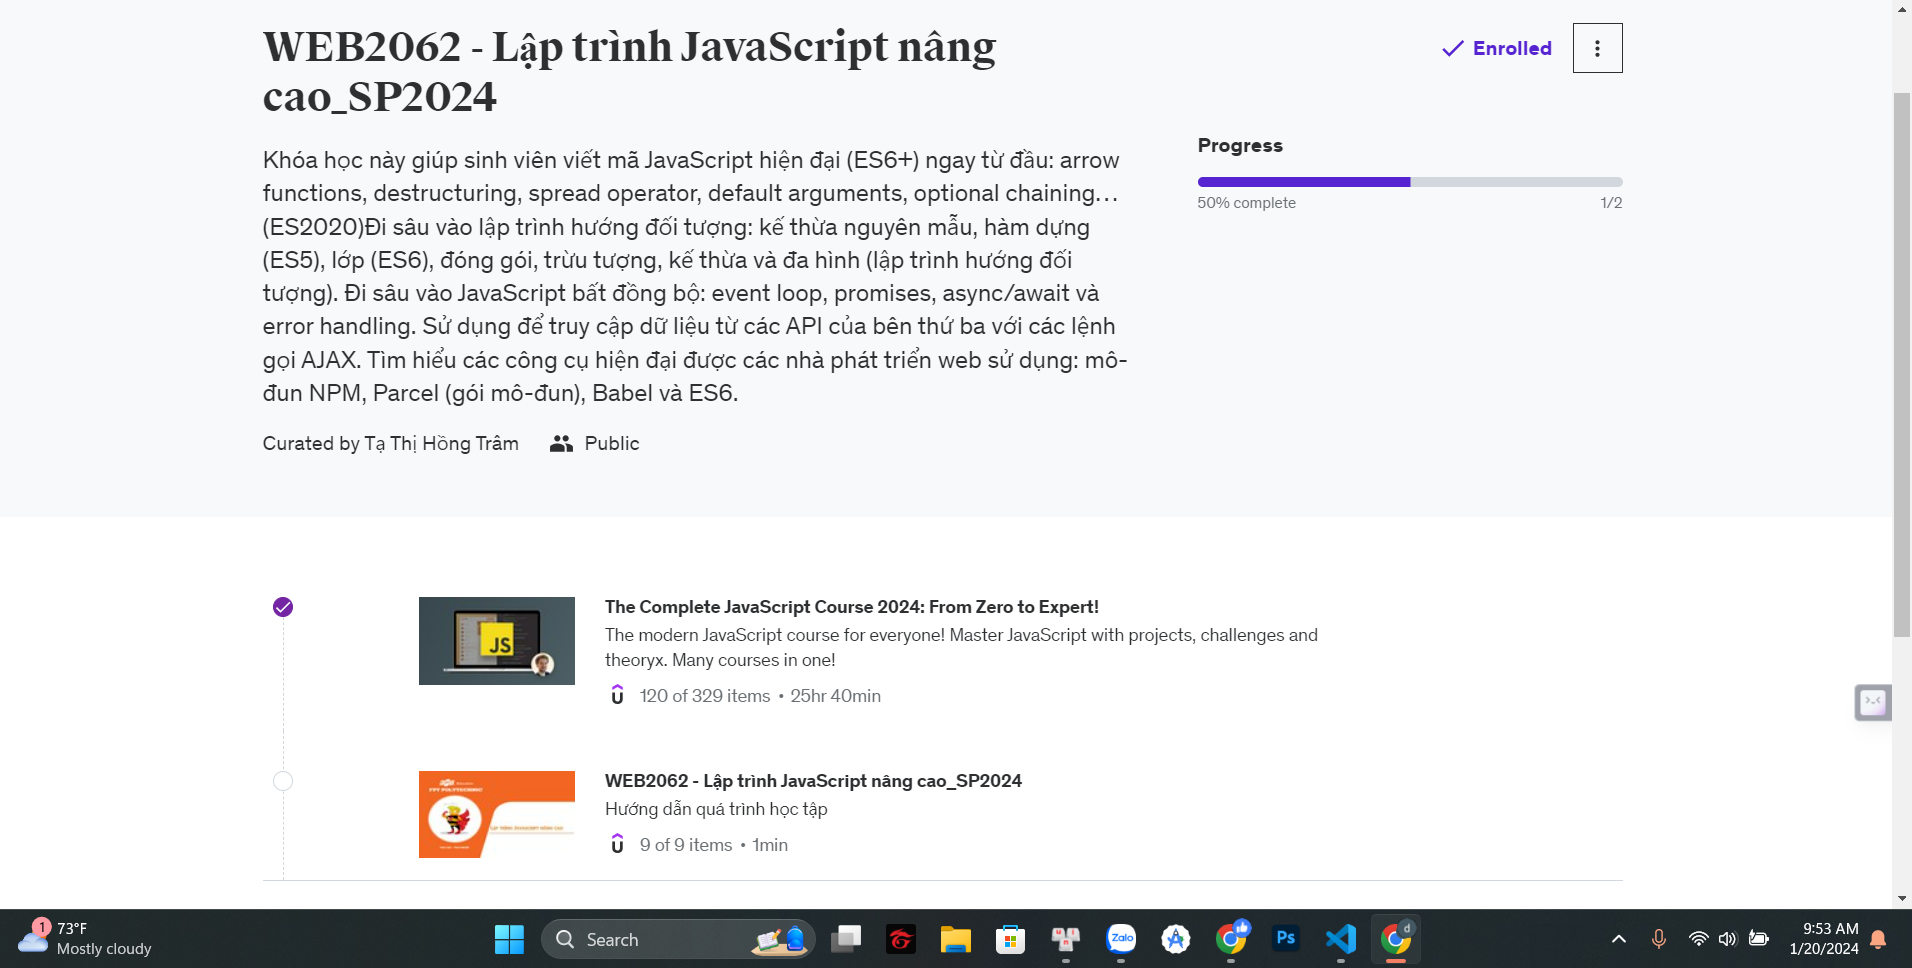 WEB2062 - Lập trình JavaScript nâng
cao_SP2024
Enrolled
Khóa học này giúp sinh viên viết mã JavaScript hiện đại (ES6+) ngay từ đầu: arrow
functions, destructuring, spread operator, default arguments, optional chaining…
(ES2020)Đi sâu vào lập trình hướng đối tượng: kế thừa nguyên mẫu, hàm dựng
(ES5), lớp (ES6), đóng gói, trừu tượng, kế thừa và đa hình (lập trình hướng đối
tượng). Đi sâu vào JavaScript bất đồng bộ: event loop, promises, async/await và
error handling. Sử dụng để truy cập dữ liệu từ các API của bên thứ ba với các lệnh
gọi AJAX. Tìm hiểu các công cụ hiện đại được các nhà phát triển web sử dụng: mô-
đun NPM, Parcel (gói mô-đun), Babel và ES6.
Progress
50% complete
1/2
Curated by Tạ Thị Hồng Trâm
Public
JS
The Complete JavaScript Course 2024: From Zero to Expert!
The modern JavaScript course for everyone! Master JavaScript with projects, challenges and
theoryx. Many courses in one!
120 of 329 items • 25hr 40min
FPT POLYTECHNIC
LẬP TRÌNH JAVASCRIPT NÂNG CAO
WEB2062 - Lập trình JavaScript nâng cao_SP2024
Hướng dẫn quá trình học tập
9 of 9 items • 1min
1
73°F
Mostly cloudy
Search
Zalo
Ps
d
9:53 AM
1/20/2024